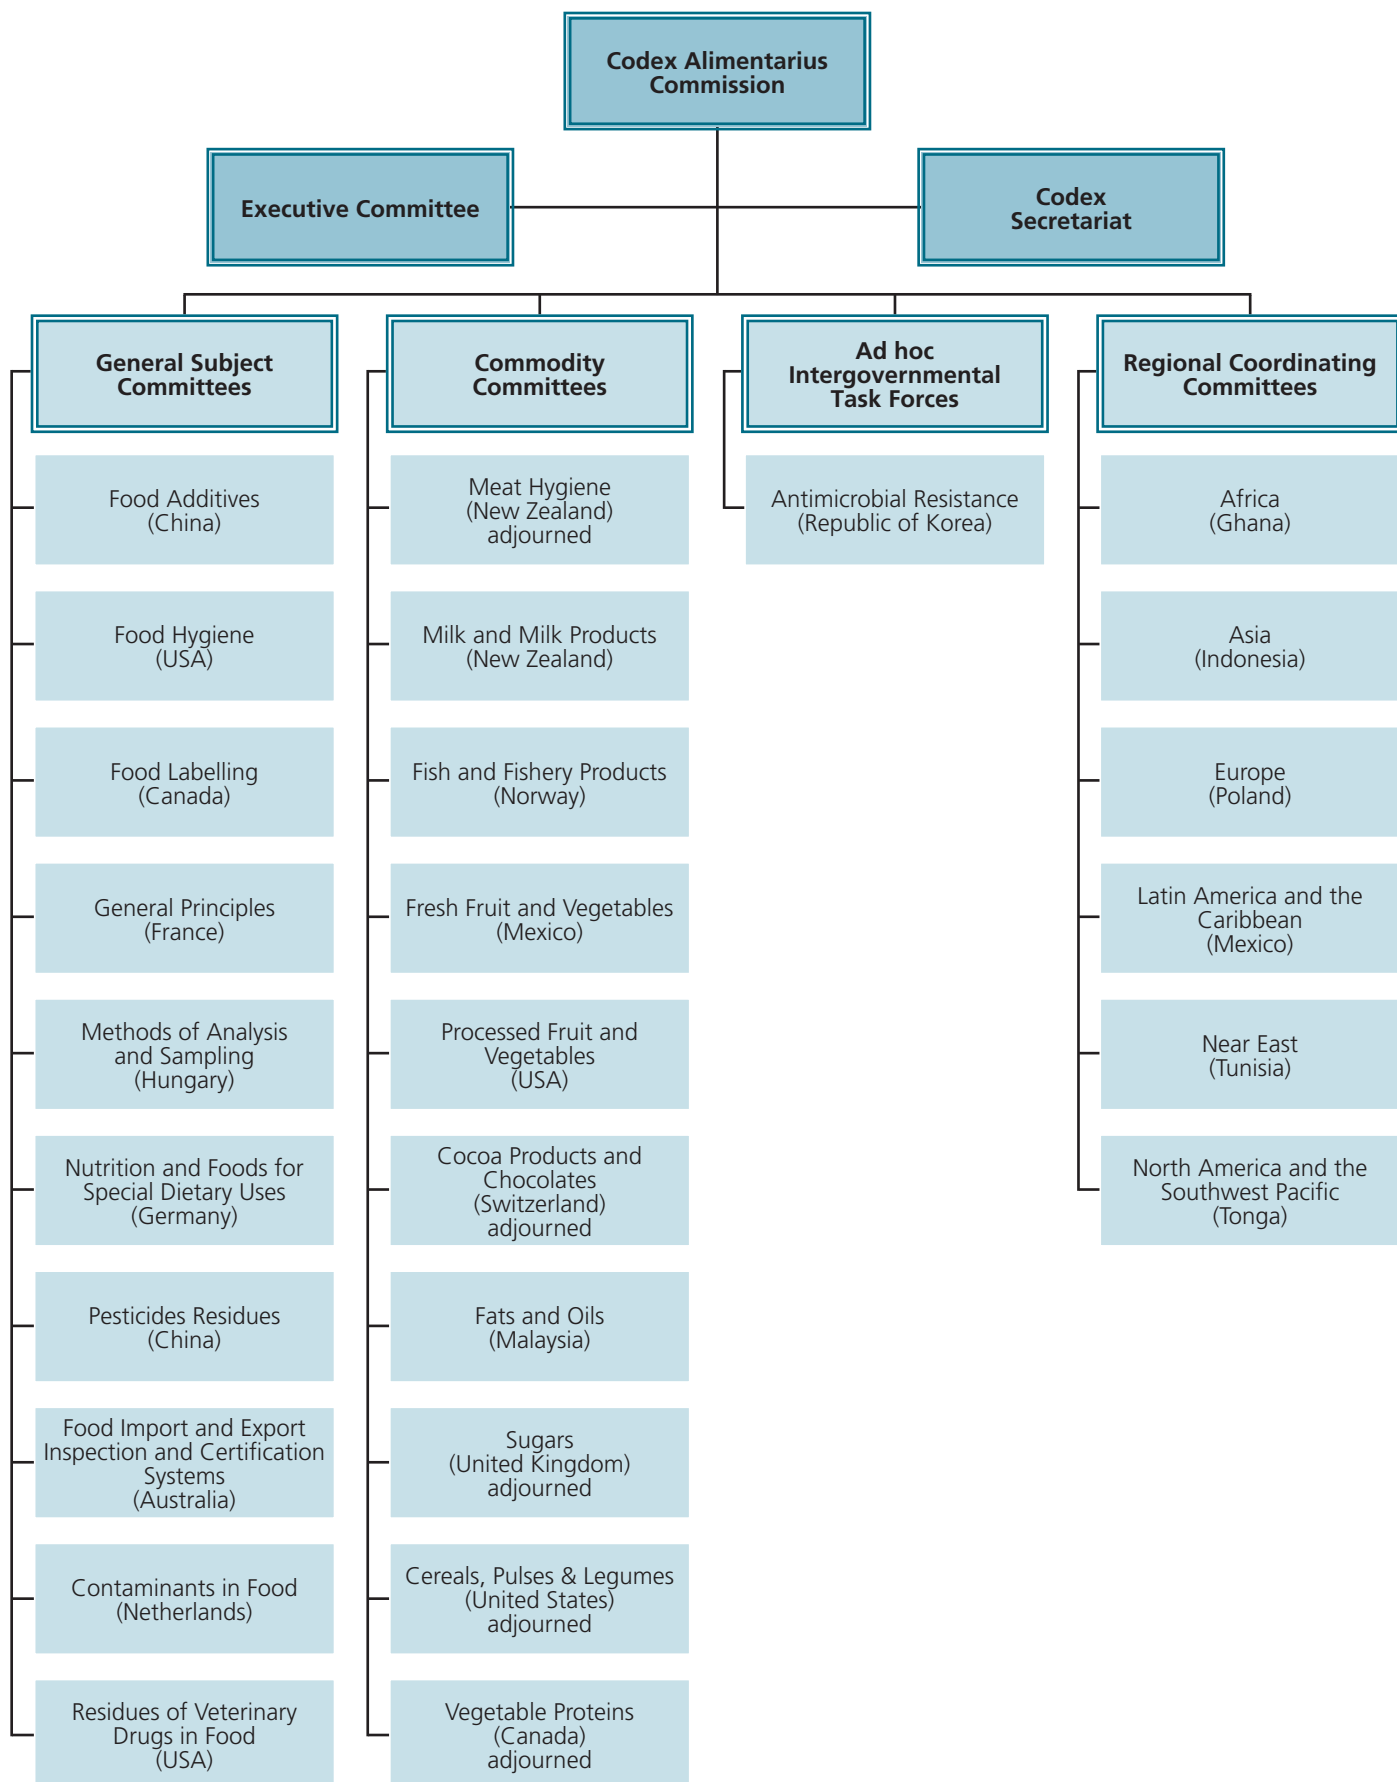 Codex Alimentarius
Commission
Executive Committee
Codex
Secretariat
General Subject
Committees
Food Additives
(China)
Food Hygiene
(USA)
Food Labelling
(Canada)
General Principles
(France)
Methods of Analysis
and Sampling
(Hungary)
Nutrition and Foods for
Special Dietary Uses
(Germany)
Pesticides Residues
(China)
Food Import and Export
Inspection and Certification
Systems
(Australia)
Contaminants in Food
(Netherlands)
Residues of Veterinary
Drugs in Food
(USA)
Commodity
Committees
Meat Hygiene
(New Zealand)
adjourned
Milk and Milk Products
(New Zealand)
Fish and Fishery Products
(Norway)
Fresh Fruit and Vegetables
(Mexico)
Processed Fruit and
Vegetables
(USA)
Cocoa Products and
Chocolates
(Switzerland)
adjourned
Fats and Oils
(Malaysia)
Sugars
(United Kingdom)
adjourned
Cereals, Pulses & Legumes
(United States)
adjourned
Vegetable Proteins
(Canada)
adjourned
Ad hoc
Intergovernmental
Task Forces
Antimicrobial Resistance
(Republic of Korea)
Regional Coordinating
Committees
Africa
(Ghana)
Asia
(Indonesia)
Europe
(Poland)
Latin America and the
Caribbean
(Mexico)
Near East
(Tunisia)
North America and the
Southwest Pacific
(Tonga)